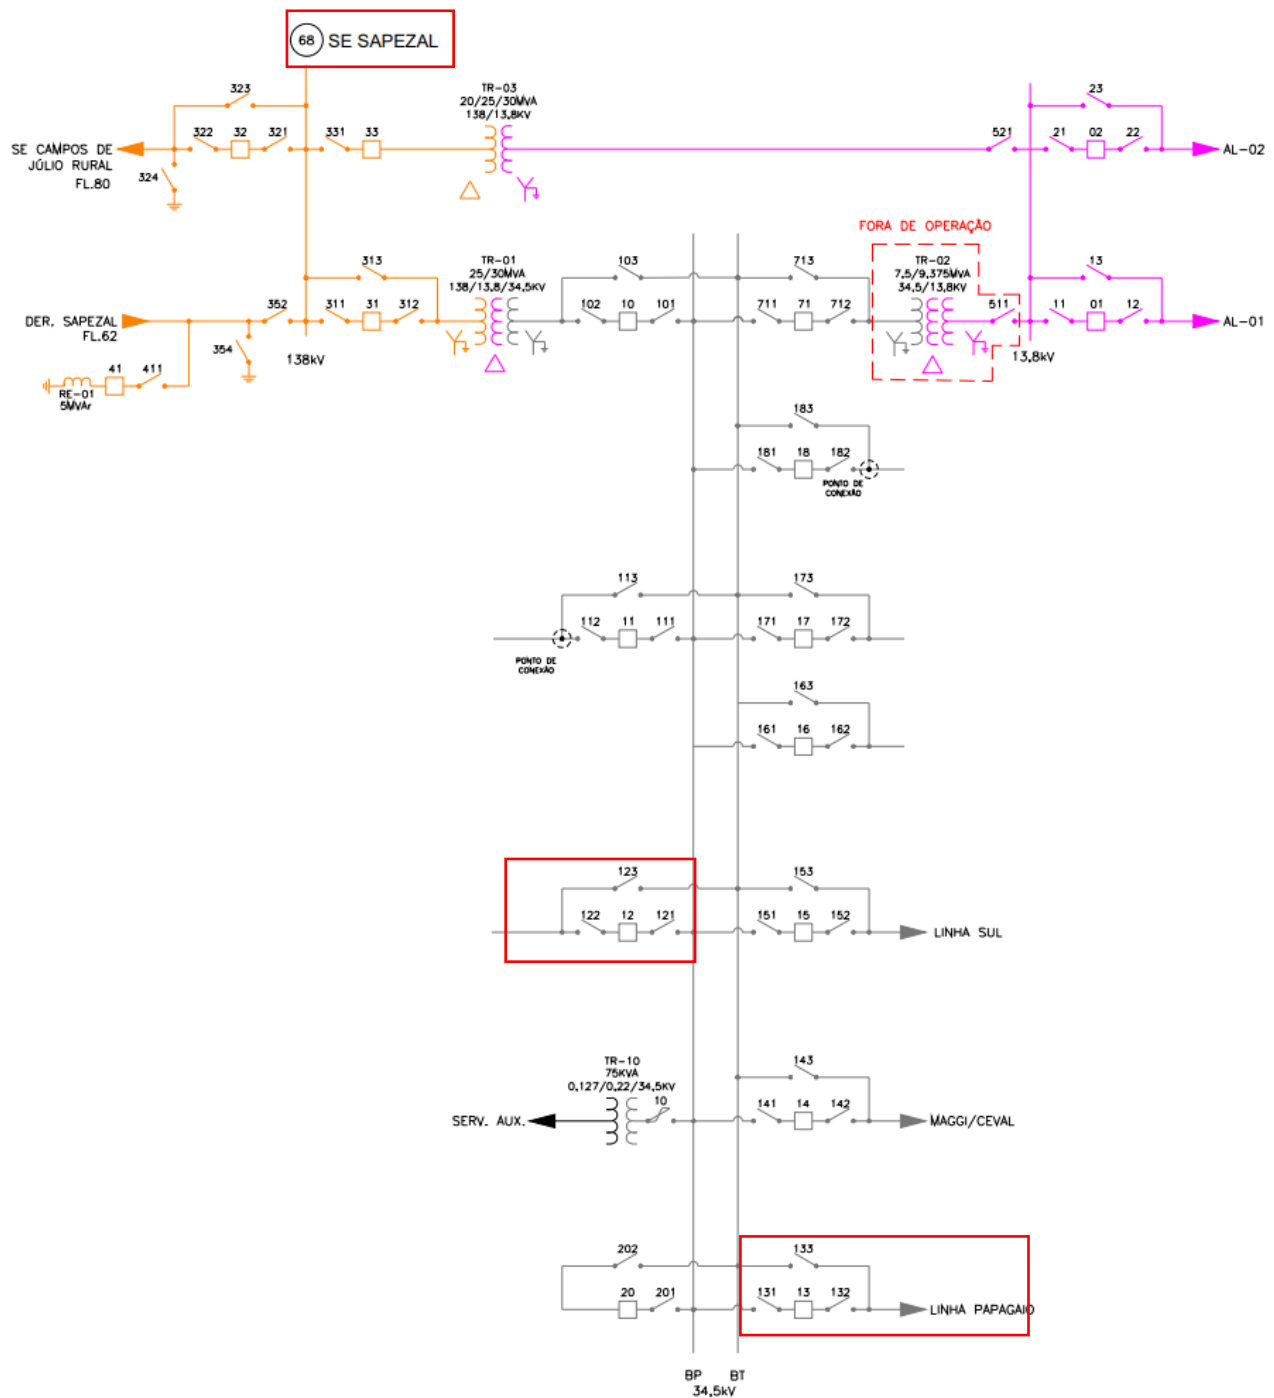 68 SE SAPEZAL
323
TR-03
20/25/30MVA
138/13,8KV
23
322 32 321 331 33
521 21 02 22
SE CAMPOS DE
JÚLIO RURAL
FL.80
324
AL-02
FORA DE OPERAÇÃO
313
TR-01
25/30MVA
138/13,8/34,5KV
103
713
TR-02
7,5/9,375MVA
34,5/13,8KV
13
352 311 31 312
102 10 101
711 71 712
511 11 01 12
DER. SAPEZAL
FL.62
AL-01
354
138kV
13,8kV
41 411
RE-01
5MVAr
183
181 18 182
PONTO DE
CONEXÃO
113
173
112 11 111
171 17 172
PONTO DE
CONEXÃO
163
161 16 162
123
153
122 12 121
151 15 152
LINHA SUL
TR-10
75KVA
0,127/0,22/34,5KV
10
143
SERV. AUX.
141 14 142
MAGGI/CEVAL
202
133
20 201
131 13 132
LINHA PAPAGAIO
BP BT
34,5kV